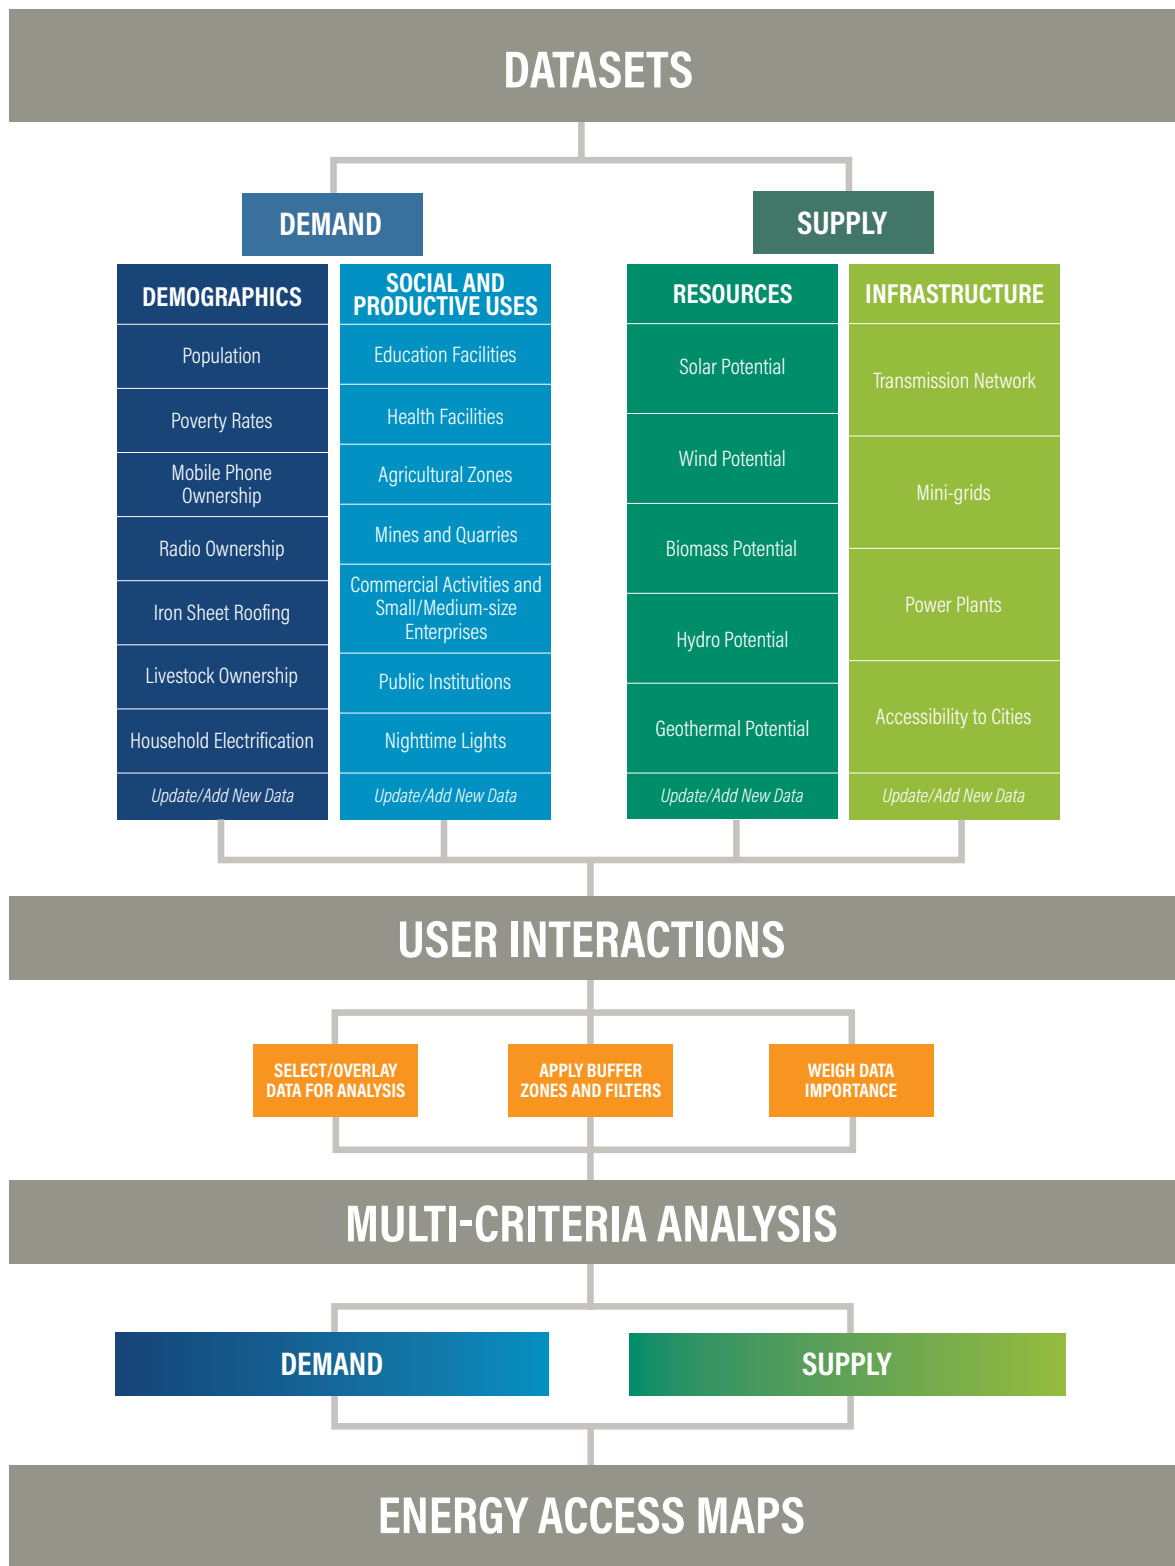 DATASETS
DEMAND
SUPPLY
DEMOGRAPHICS
Population
Poverty Rates
Mobile Phone
Ownership
Radio Ownership
Iron Sheet Roofing
Livestock Ownership
Household Electrification
Update/Add New Data
SOCIAL AND
PRODUCTIVE USES
Education Facilities
Health Facilities
Agricultural Zones
Mines and Quarries
Commercial Activities and
Small/Medium-size
Enterprises
Public Institutions
Nighttime Lights
Update/Add New Data
RESOURCES
Solar Potential
Wind Potential
Biomass Potential
Hydro Potential
Geothermal Potential
Update/Add New Data
INFRASTRUCTURE
Transmission Network
Mini-grids
Power Plants
Accessibility to Cities
Update/Add New Data
USER INTERACTIONS
SELECT/OVERLAY
DATA FOR ANALYSIS
APPLY BUFFER
ZONES AND FILTERS
WEIGH DATA
IMPORTANCE
MULTI-CRITERIA ANALYSIS
DEMAND
SUPPLY
ENERGY ACCESS MAPS